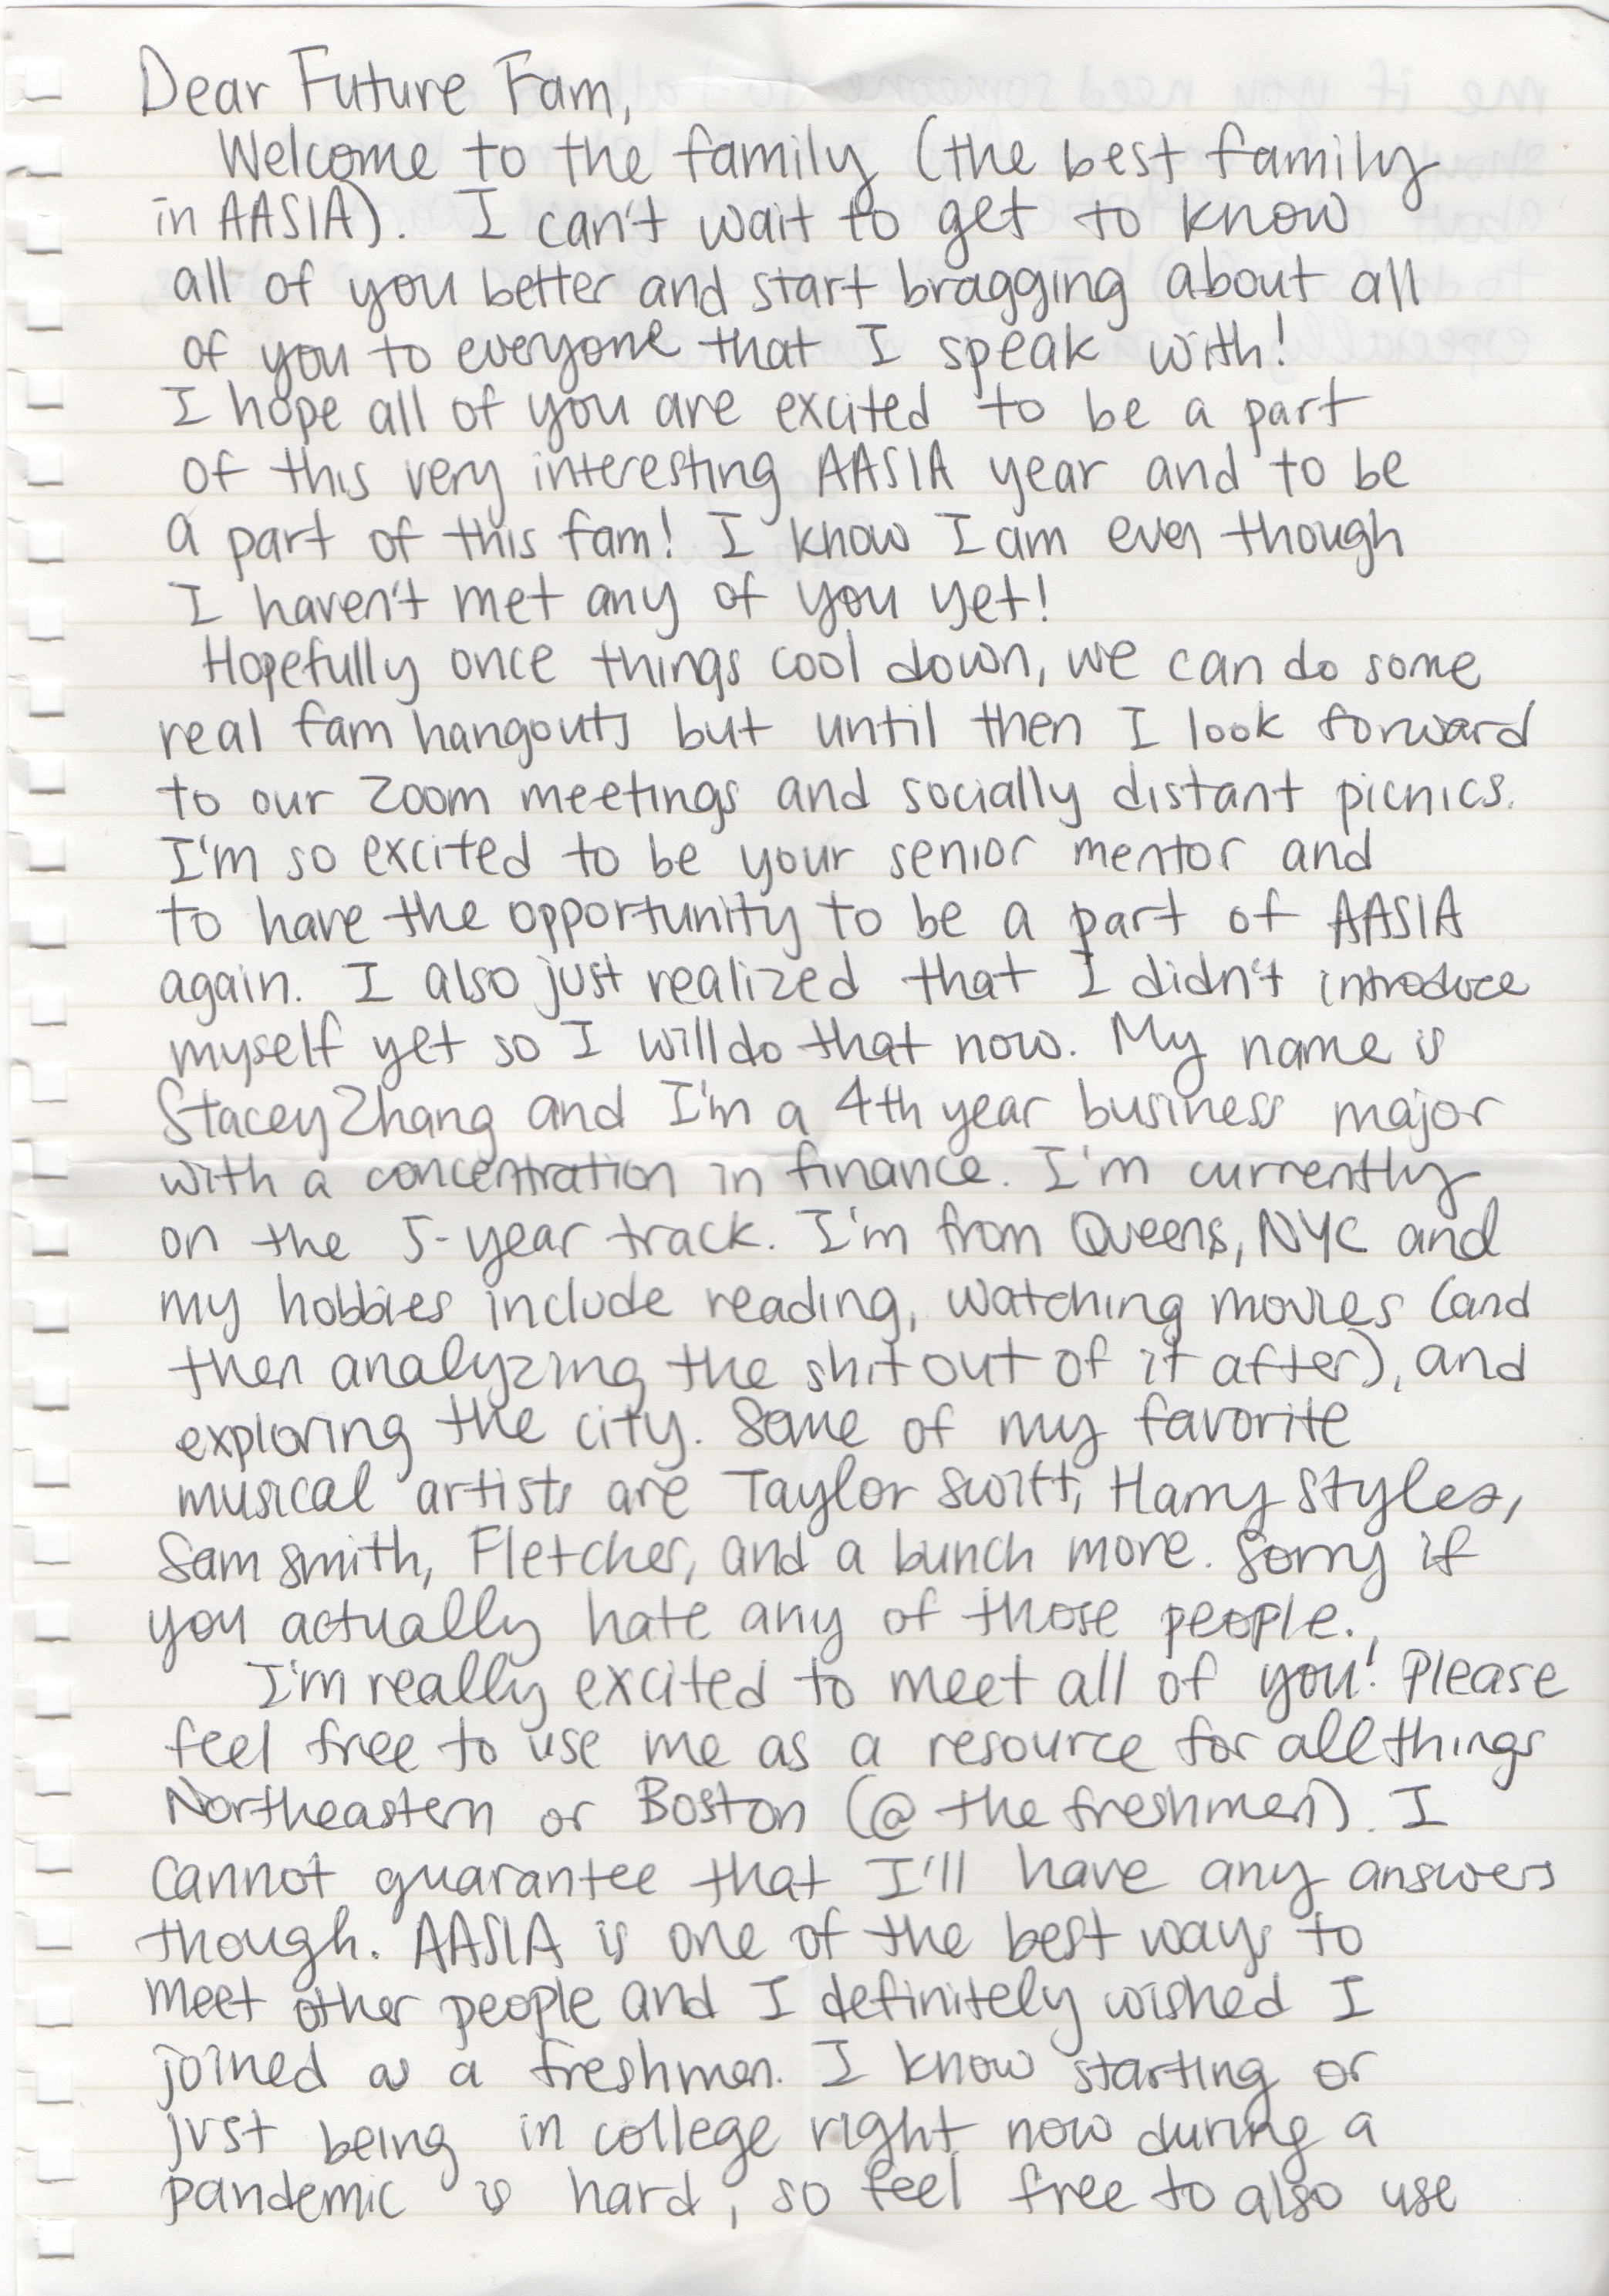 Dear Future Fam,
Welcome to the family (the best family
in AASIA). I can't wait to get to know
all of you better and start bragging about all
of you to everyone that I speak with!
I hope all of you are excited to be a part
of this very interesting AASIA year and to be
a part of this fam! I know I am even though
I haven't met any of you yet!
Hopefully once things cool down, we can do some
real fam hangouts but until then I look forward
to our Zoom meetings and socially distant picnics.
I'm so excited to be your senior mentor and
to have the opportunity to be a part of AASIA
again. I also just realized that I didn't introduce
myself yet so I will do that now. My name is
Stacey Zhang and I'm a 4th year business major
with a concentration in finance. I'm currently
on the 5-year track. I'm from Queens, NYC and
my hobbies include reading, watching movies (and
then analyzing the shit out of it after), and
exploring the city. Some of my favorite
musical artists are Taylor Swift, Harry Styles,
Sam Smith, Fletcher, and a bunch more. Sorry if
you actually hate any of those people.
I'm really excited to meet all of you! Please
feel free to use me as a resource for all things
Northeastern or Boston (@ the freshmen). I
cannot guarantee that I'll have any answers
though. AASIA is one of the best ways to
meet other people and I definitely wished I
joined as a freshmen. I know starting or
just being in college right now during a
pandemic is hard, so feel free to also use